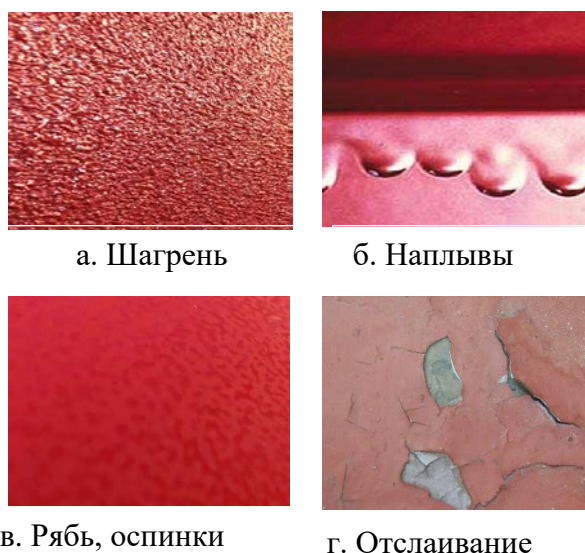 а. Шагрень
б. Наплывы
в. Рябь, оспинки
г. Отслаивание